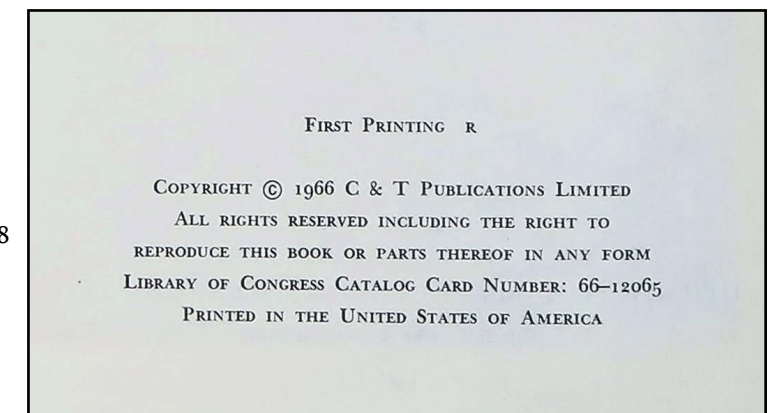 8
FIRST PRINTING R
COPYRIGHT © 1966 C & T PUBLICATIONS LIMITED
ALL RIGHTS RESERVED INCLUDING THE RIGHT TO
REPRODUCE THIS BOOK OR PARTS THEREOF IN ANY FORM
LIBRARY OF CONGRESS CATALOG CARD NUMBER: 66–12065
PRINTED IN THE UNITED STATES OF AMERICA